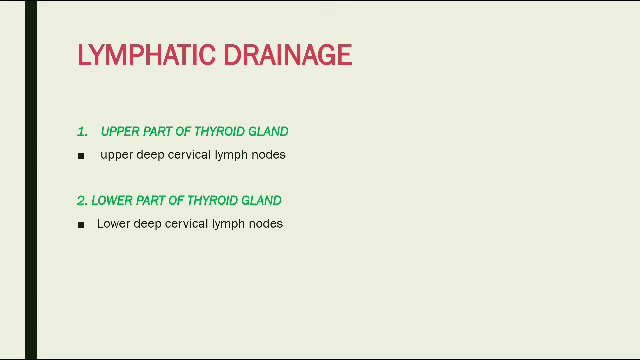 LYMPHATIC DRAINAGE
1. UPPER PART OF THYROID GLAND
■ upper deep cervical lymph nodes
2. LOWER PART OF THYROID GLAND
■ Lower deep cervical lymph nodes